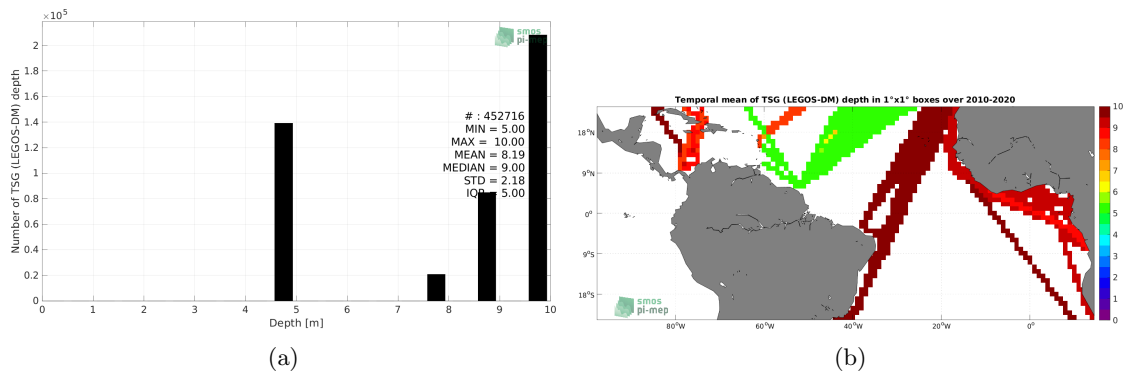 ×10⁵
2
1.8
1.6
1.4
1.2
1
0.8
0.6
0.4
0.2
0
Number of TSG (LEGOS-DM) depth
smos
pi-mep
# : 452716
MIN = 5.00
MAX = 10.00
MEAN = 8.19
MEDIAN = 9.00
STD = 2.18
IQR = 5.00
0 1 2 3 4 5 6 7 8 9 10
Depth [m]
(a)
Temporal mean of TSG (LEGOS-DM) depth in 1°x1° boxes over 2010-2020
18°N
9°N
0°
9°S
18°S
80°W 60°W 40°W 20°W 0°
smos
pi-mep
10
9
8
7
6
5
4
3
2
1
0
(b)